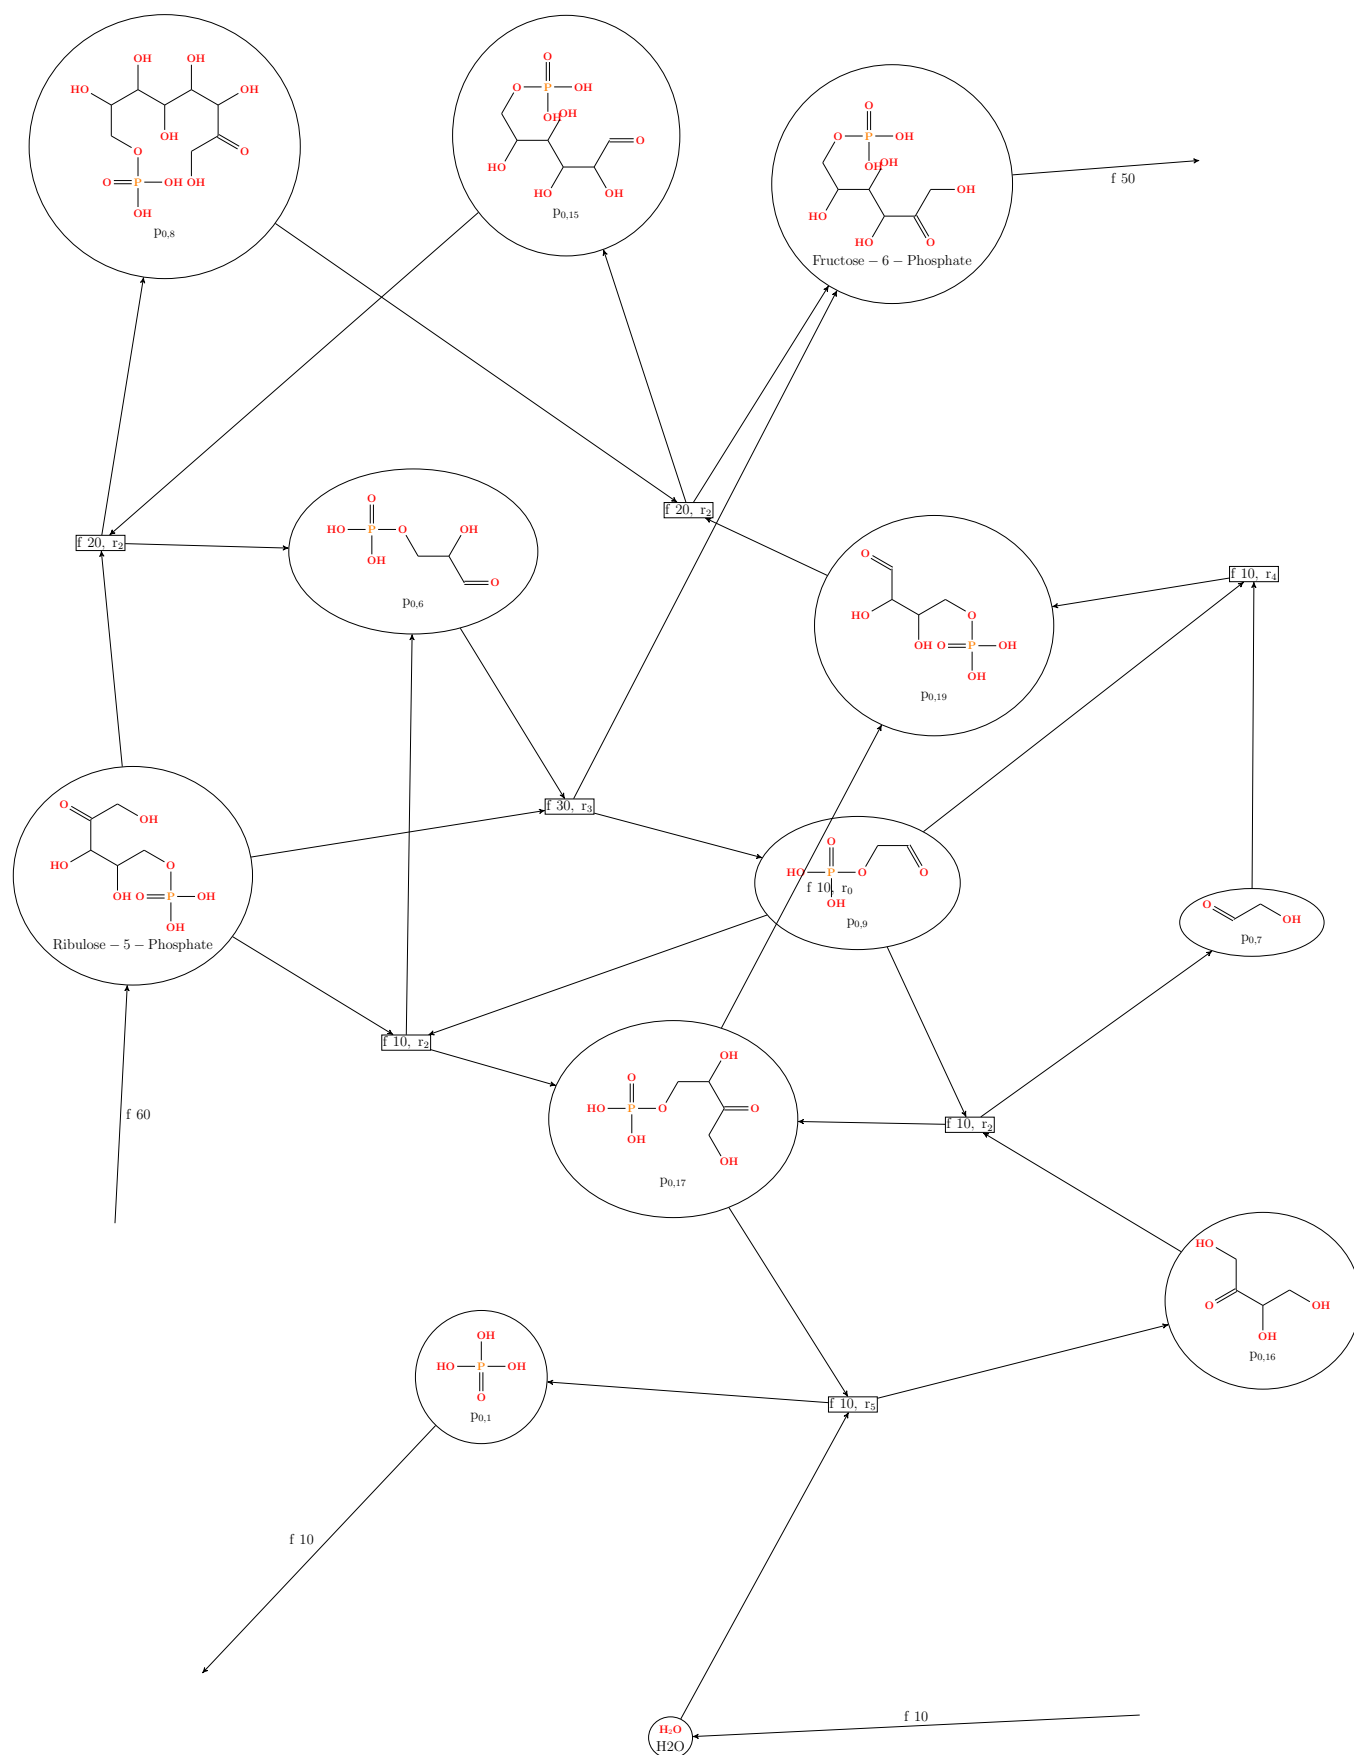 OH OH
HO OH
OH
O O
O P OH OH
OH
p0,8
O
O P OH
OH OH
O
HO
HO OH
p0,15
O
O P OH
OH OH
OH
HO
HO O
Fructose – 6 – Phosphate
f 50
f 20, r2
O
HO P O OH
OH
O
p0,6
f 20, r2
O
HO O
OH O P OH
OH
p0,19
f 10, r4
O
OH
HO O
OH O P OH
OH
Ribulose – 5 – Phosphate
f 30, r3
O
HO P O O
f 10, r0
OH
p0,9
O
OH
p0,7
f 10, r2
f 60
OH
O
HO P O O
OH
OH
p0,17
f 10, r2
HO
O OH
OH
p0,16
OH
HO P OH
O
p0,1
f 10, r5
f 10
f 10
H2O
H2O